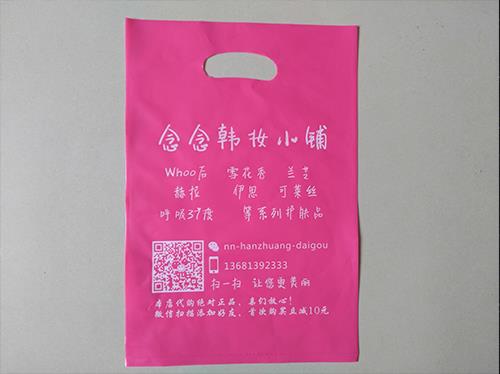 念念韩妆小铺
Whoo后 雪花秀 兰芝
赫拉 伊思 可莱丝
呼吸37度 等系列护肤品
nn-hanzhuang-daigou
13681392333
扫一扫 让您更美丽
本店代购绝对正品，亲们放心！
微信扫描添加好友，首次购买立减10元